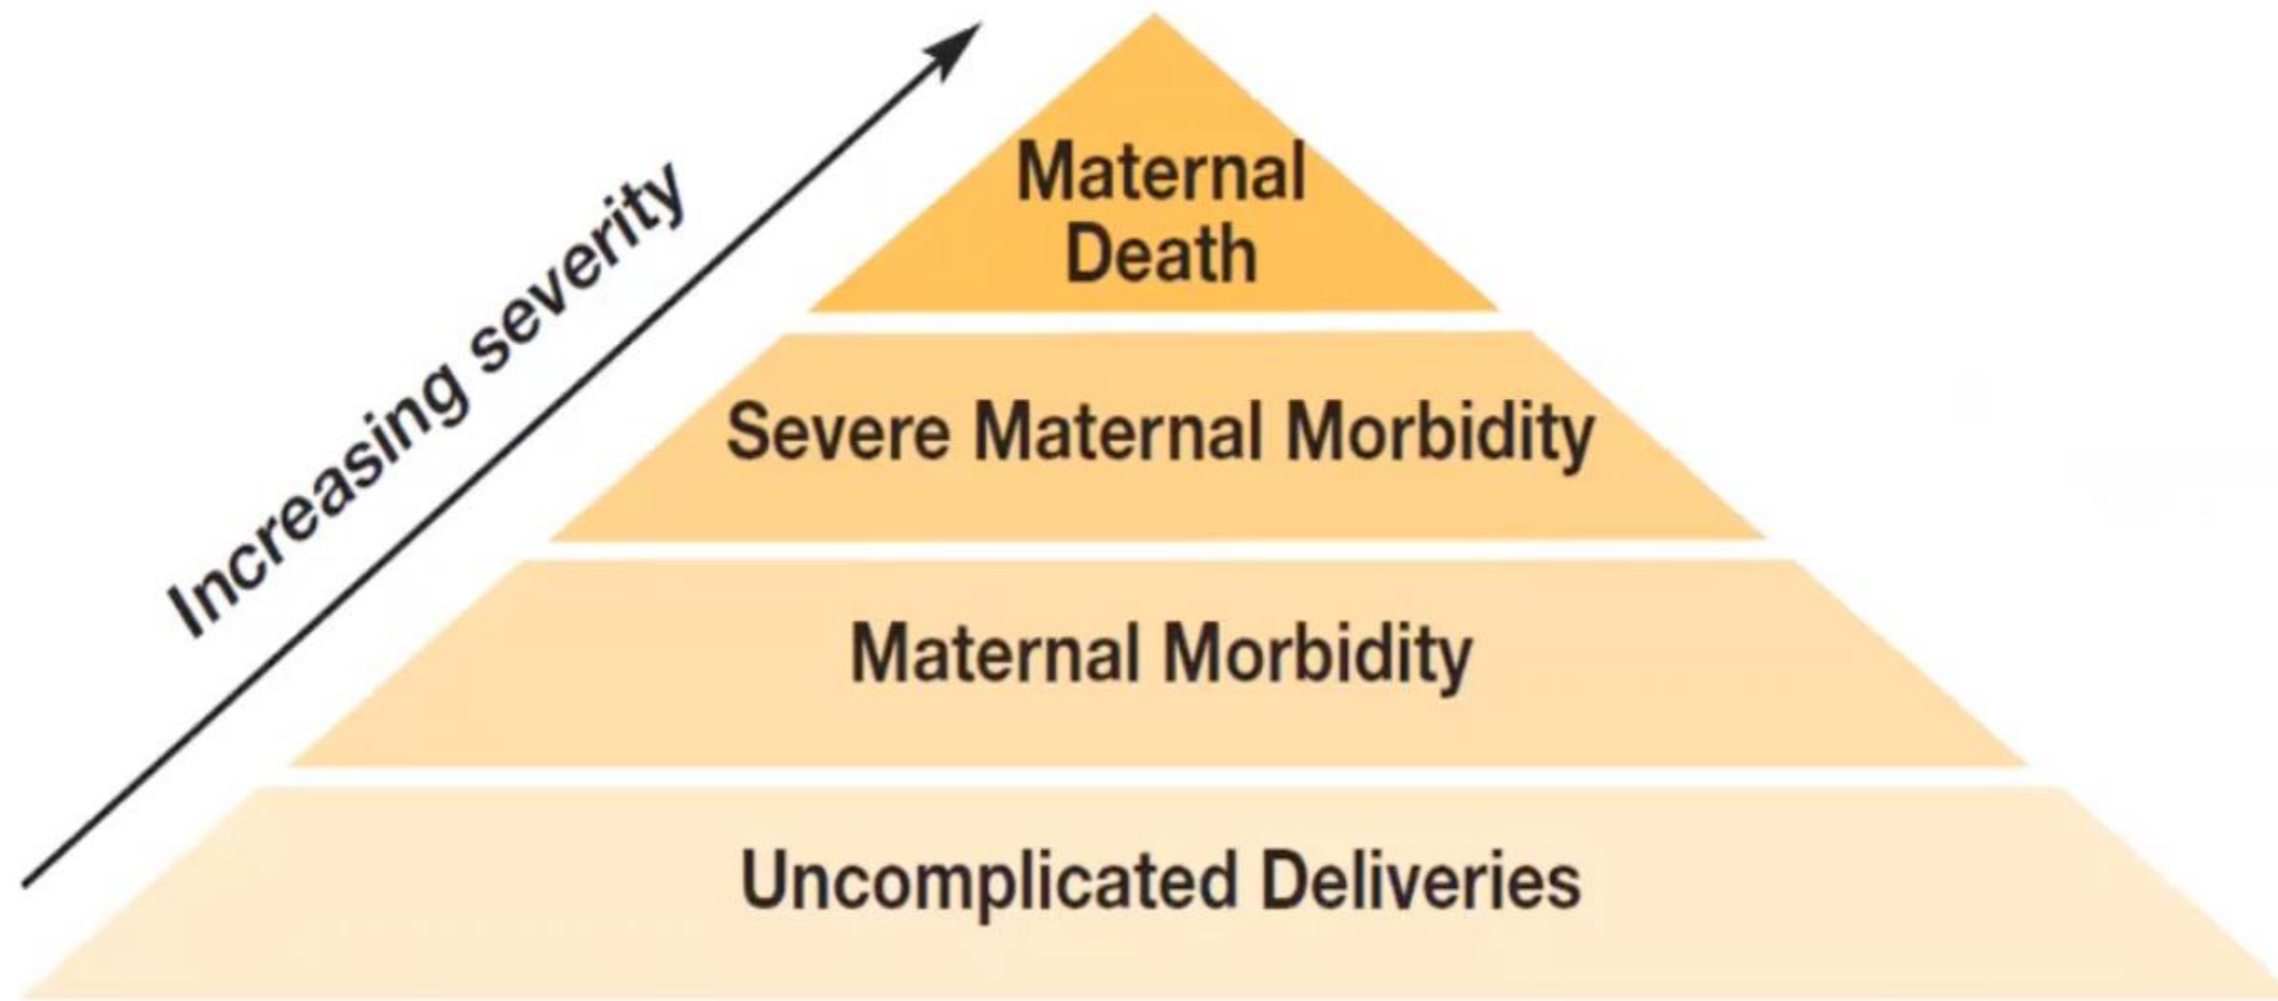 Increasing severity
Maternal
Death
Severe Maternal Morbidity
Maternal Morbidity
Uncomplicated Deliveries